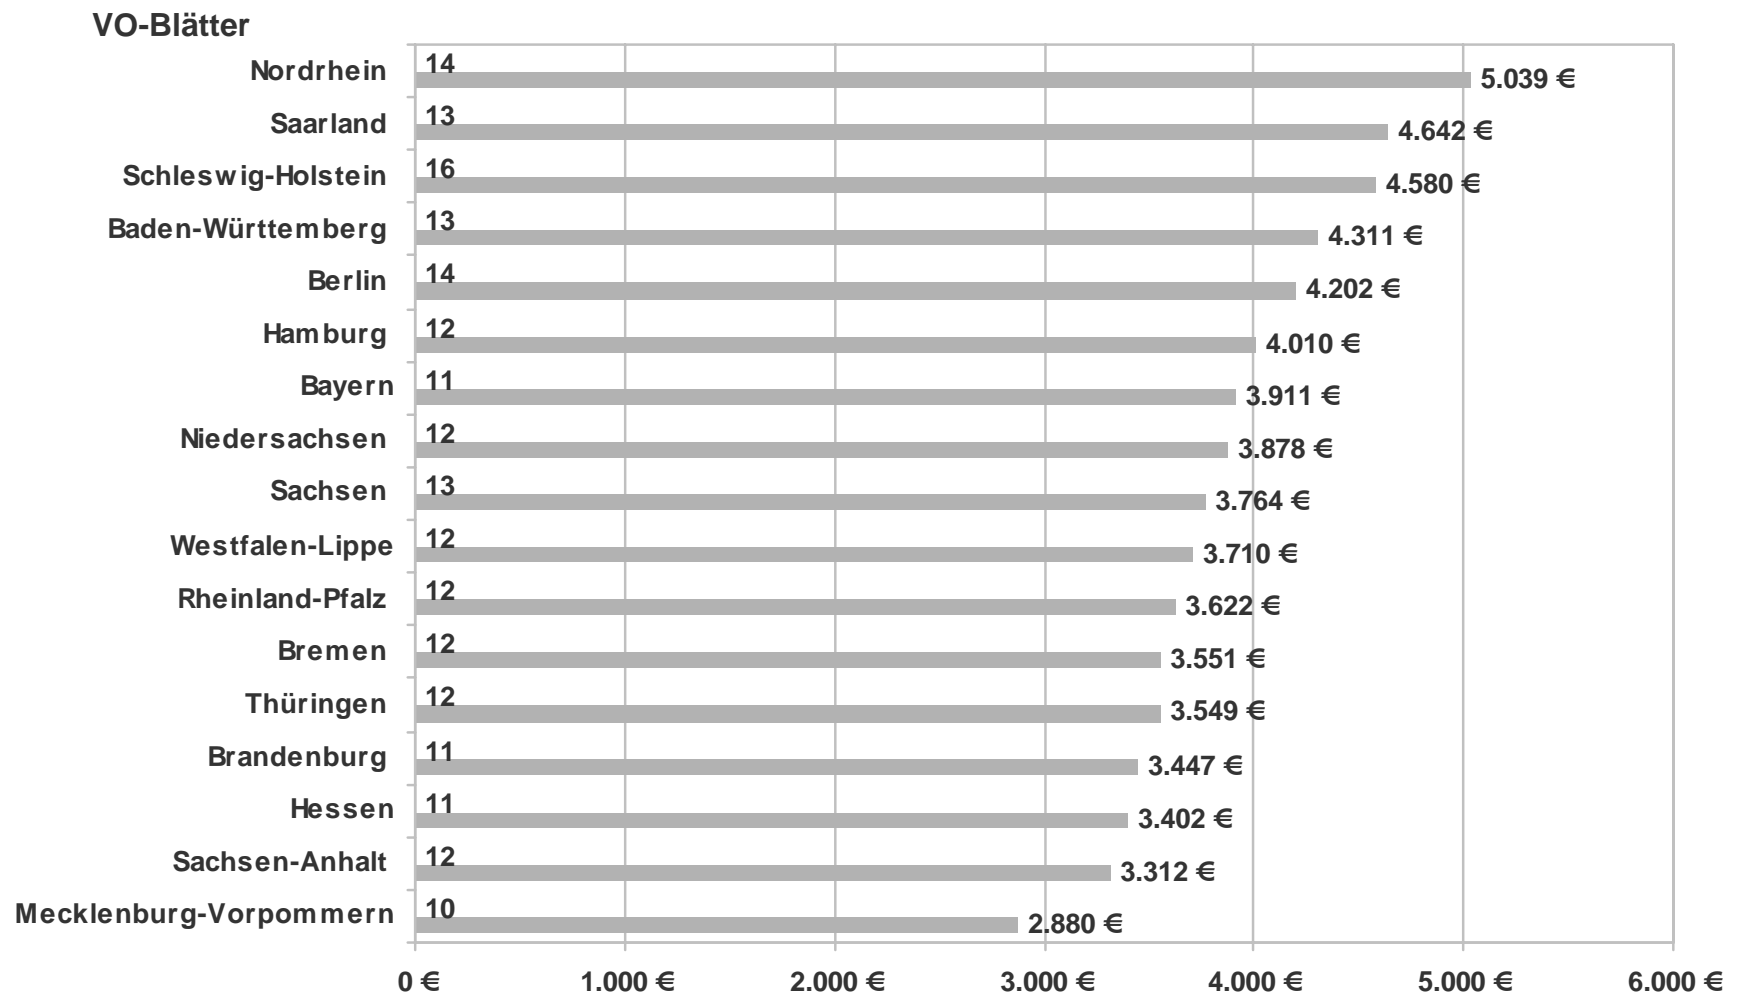 VO-Blätter
Nordrhein 14 5.039 €
Saarland 13 4.642 €
Schleswig-Holstein 16 4.580 €
Baden-Württemberg 13 4.311 €
Berlin 14 4.202 €
Hamburg 12 4.010 €
Bayern 11 3.911 €
Niedersachsen 12 3.878 €
Sachsen 13 3.764 €
Westfalen-Lippe 12 3.710 €
Rheinland-Pfalz 12 3.622 €
Bremen 12 3.551 €
Thüringen 12 3.549 €
Brandenburg 11 3.447 €
Hessen 11 3.402 €
Sachsen-Anhalt 12 3.312 €
Mecklenburg-Vorpommern 10 2.880 €
0 € 1.000 € 2.000 € 3.000 € 4.000 € 5.000 € 6.000 €